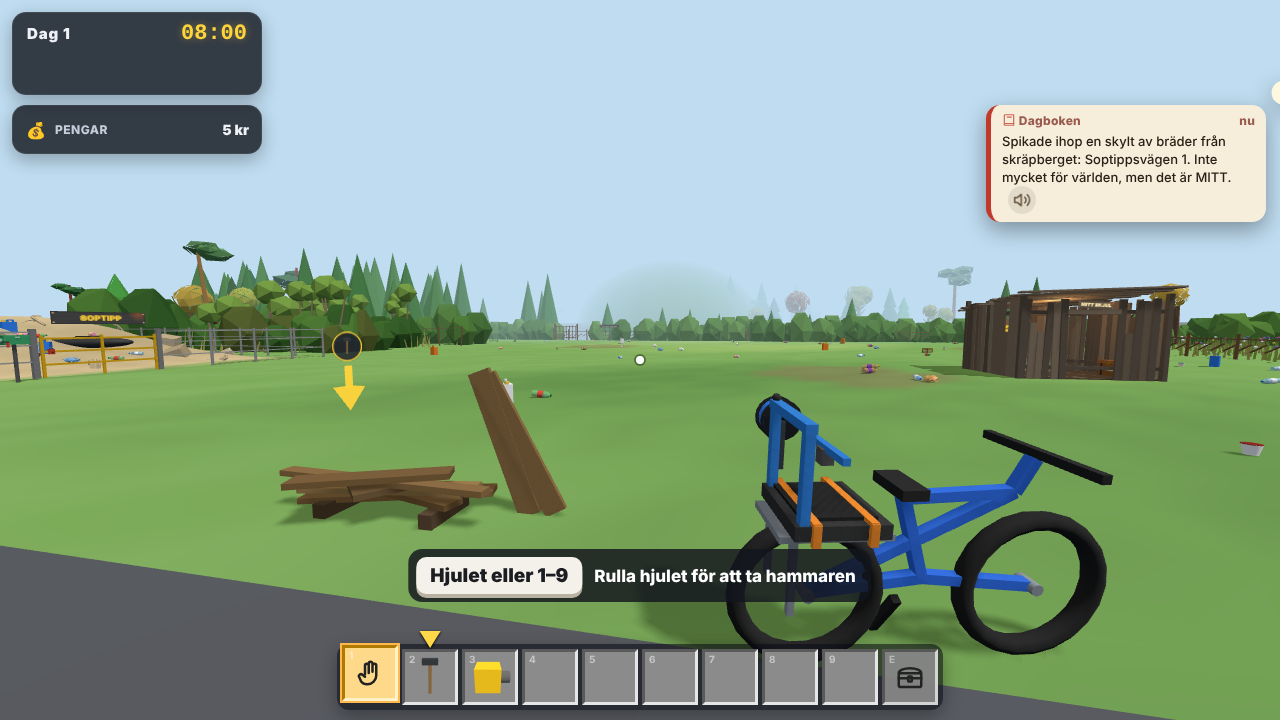 Dag 1
08:00
PENGAR
5 kr
Dagboken
nu
Spikade ihop en skylt av bräder från
skräpberget: Soptippsvägen 1. Inte
mycket för världen, men det är MITT.
SOPTIPP
Hjulet eller 1–9
Rulla hjulet för att ta hammaren
1
2
3
4
5
6
7
8
9
E